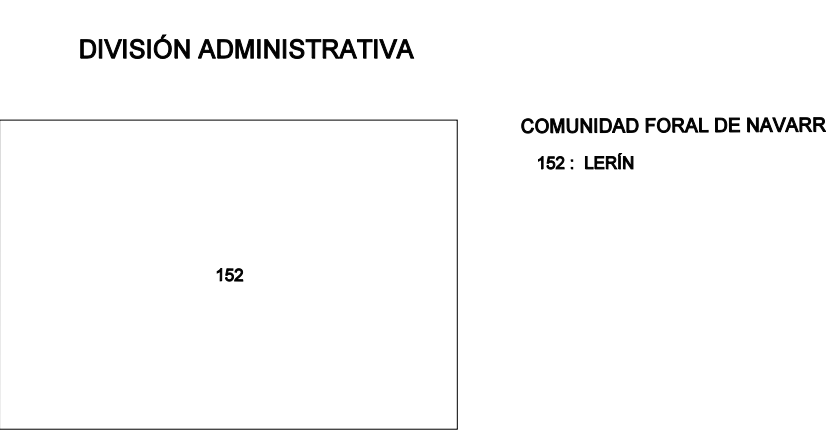 DIVISIÓN ADMINISTRATIVA
COMUNIDAD FORAL DE NAVARR
152 : LERÍN
152